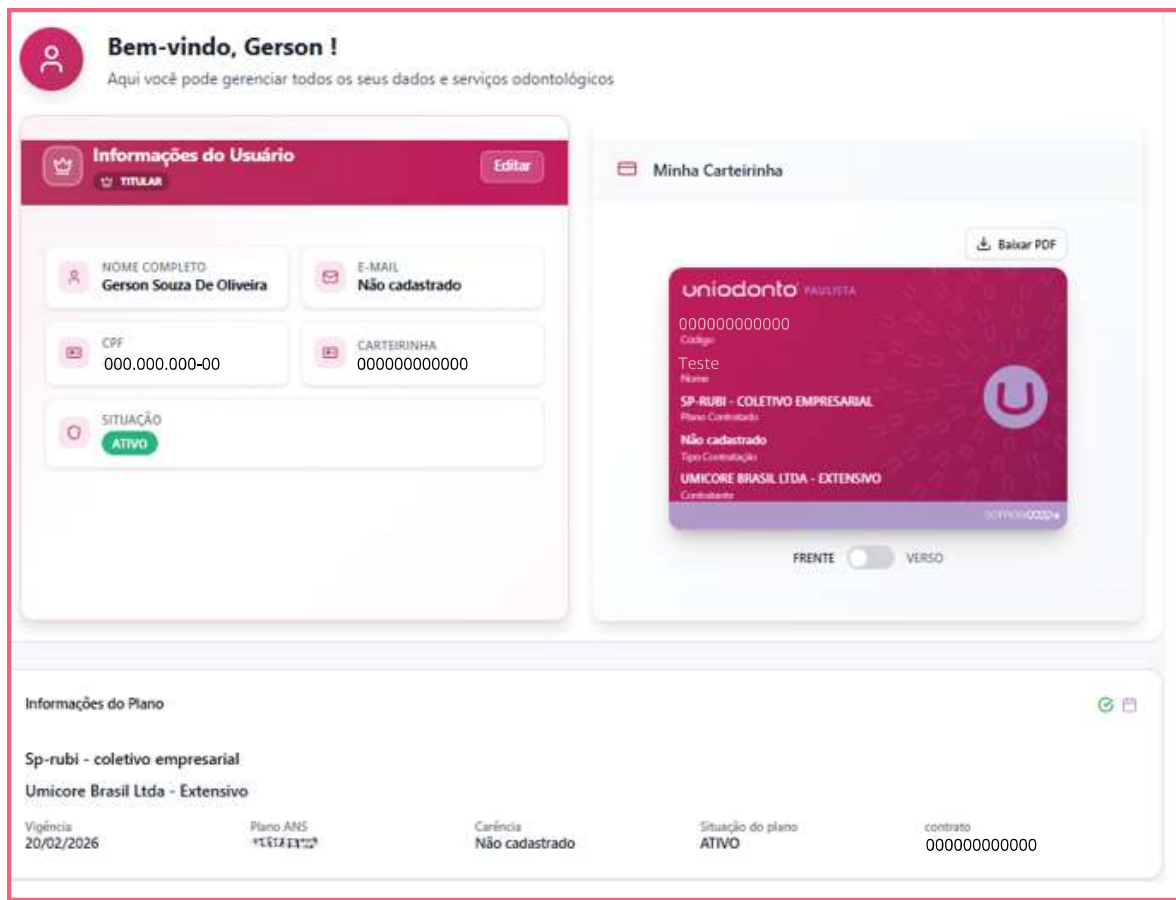 Bem-vindo, Gerson !
Aqui você pode gerenciar todos os seus dados e serviços odontológicos
Informações do Usuário
TITULAR
Editar
NOME COMPLETO
Gerson Souza De Oliveira
E-MAIL
Não cadastrado
CPF
000.000.000-00
CARTEIRINHA
000000000000
SITUAÇÃO
ATIVO
Minha Carteirinha
Baixar PDF
uniodonto PAULISTA
000000000000
Código
Teste
Nome
SP-RUBI - COLETIVO EMPRESARIAL
Plano Contratado
Não cadastrado
Tipo Contratação
UMICORE BRASIL LTDA - EXTENSIVO
Contratante
somoscoop
FRENTE
VERSO
Informações do Plano
Sp-rubi - coletivo empresarial
Umicore Brasil Ltda - Extensivo
Vigência
20/02/2026
Plano ANS
Carência
Não cadastrado
Situação do plano
ATIVO
contrato
000000000000